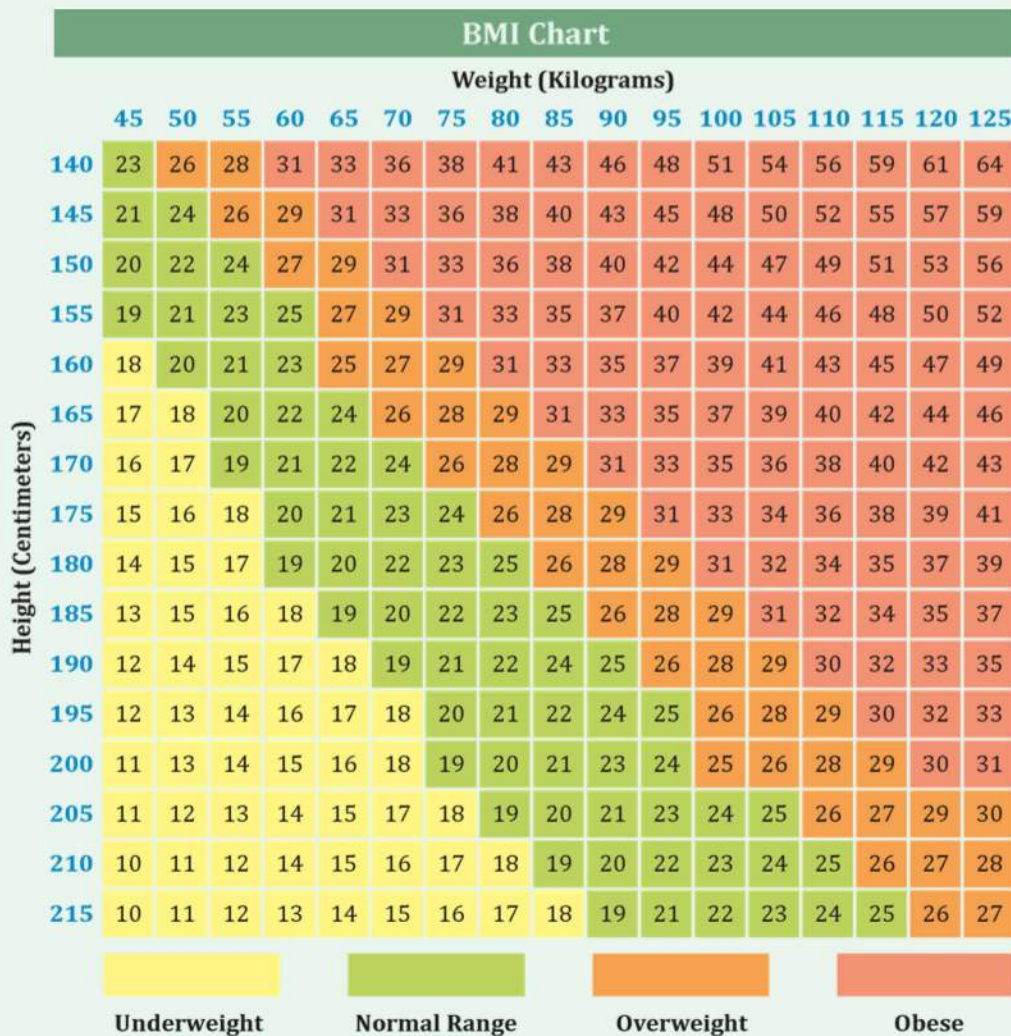 BMI Chart
Weight (Kilograms)
45 50 55 60 65 70 75 80 85 90 95 100 105 110 115 120 125
Height (Centimeters)
140 23 26 28 31 33 36 38 41 43 46 48 51 54 56 59 61 64
145 21 24 26 29 31 33 36 38 40 43 45 48 50 52 55 57 59
150 20 22 24 27 29 31 33 36 38 40 42 44 47 49 51 53 56
155 19 21 23 25 27 29 31 33 35 37 40 42 44 46 48 50 52
160 18 20 21 23 25 27 29 31 33 35 37 39 41 43 45 47 49
165 17 18 20 22 24 26 28 29 31 33 35 37 39 40 42 44 46
170 16 17 19 21 22 24 26 28 29 31 33 35 36 38 40 42 43
175 15 16 18 20 21 23 24 26 28 29 31 33 34 36 38 39 41
180 14 15 17 19 20 22 23 25 26 28 29 31 32 34 35 37 39
185 13 15 16 18 19 20 22 23 25 26 28 29 31 32 34 35 37
190 12 14 15 17 18 19 21 22 24 25 26 28 29 30 32 33 35
195 12 13 14 16 17 18 20 21 22 24 25 26 28 29 30 32 33
200 11 13 14 15 16 18 19 20 21 23 24 25 26 28 29 30 31
205 11 12 13 14 15 17 18 19 20 21 23 24 25 26 27 29 30
210 10 11 12 14 15 16 17 18 19 20 22 23 24 25 26 27 28
215 10 11 12 13 14 15 16 17 18 19 21 22 23 24 25 26 27
Underweight Normal Range Overweight Obese